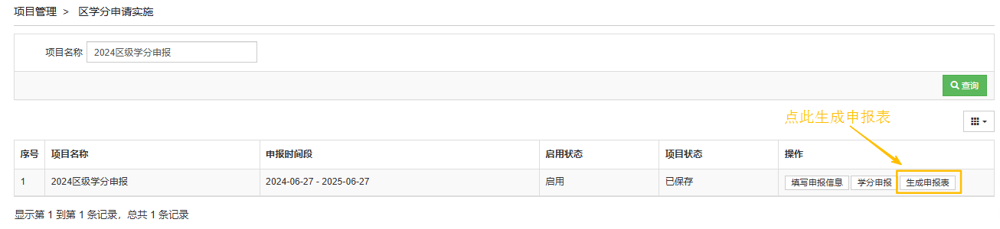 项目管理 > 区学分申请实施
项目名称 2024区级学分申报
查询
点此生成申报表
序号 项目名称 申报时间段 启用状态 项目状态 操作
1 2024区级学分申报 2024-06-27 - 2025-06-27 启用 已保存 填写申报信息 学分申报 生成申报表
显示第 1 到第 1 条记录，总共 1 条记录